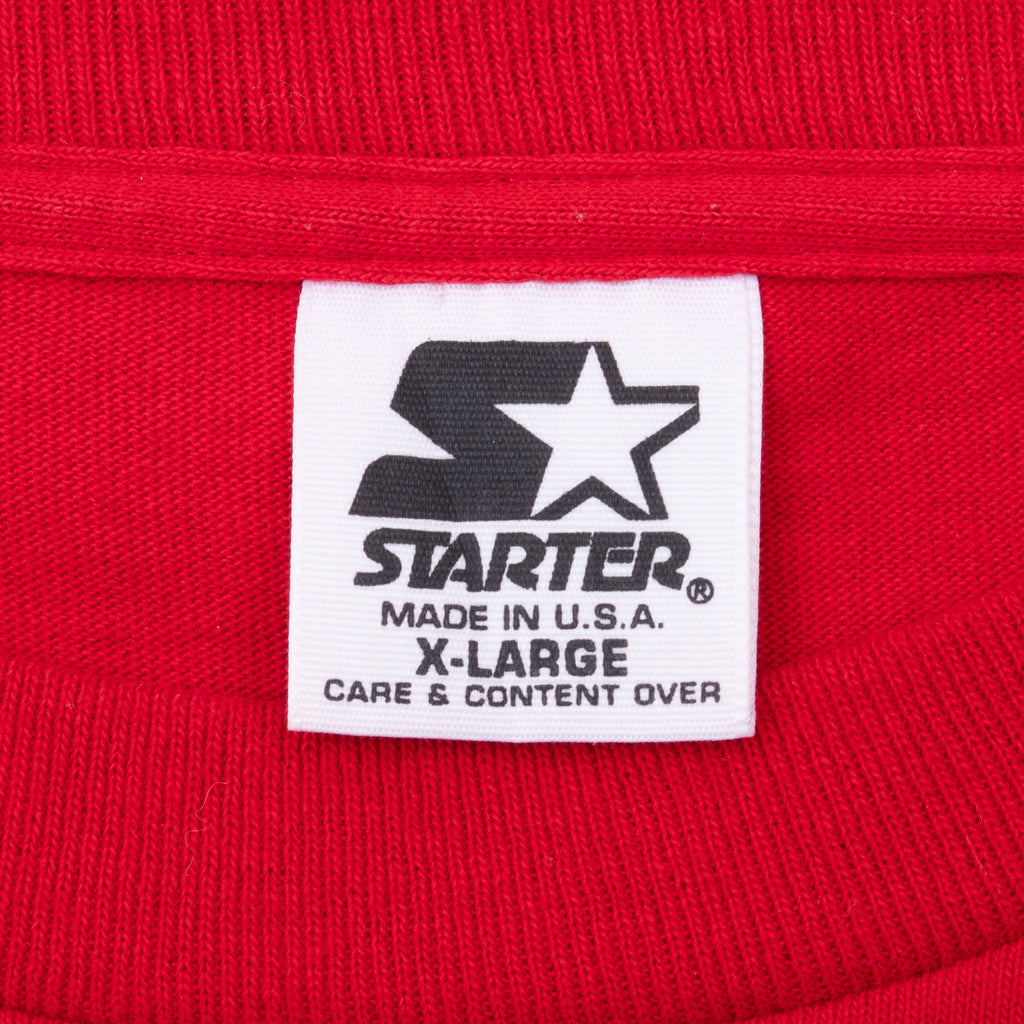 STARTER®
MADE IN U.S.A.
X-LARGE
CARE & CONTENT OVER